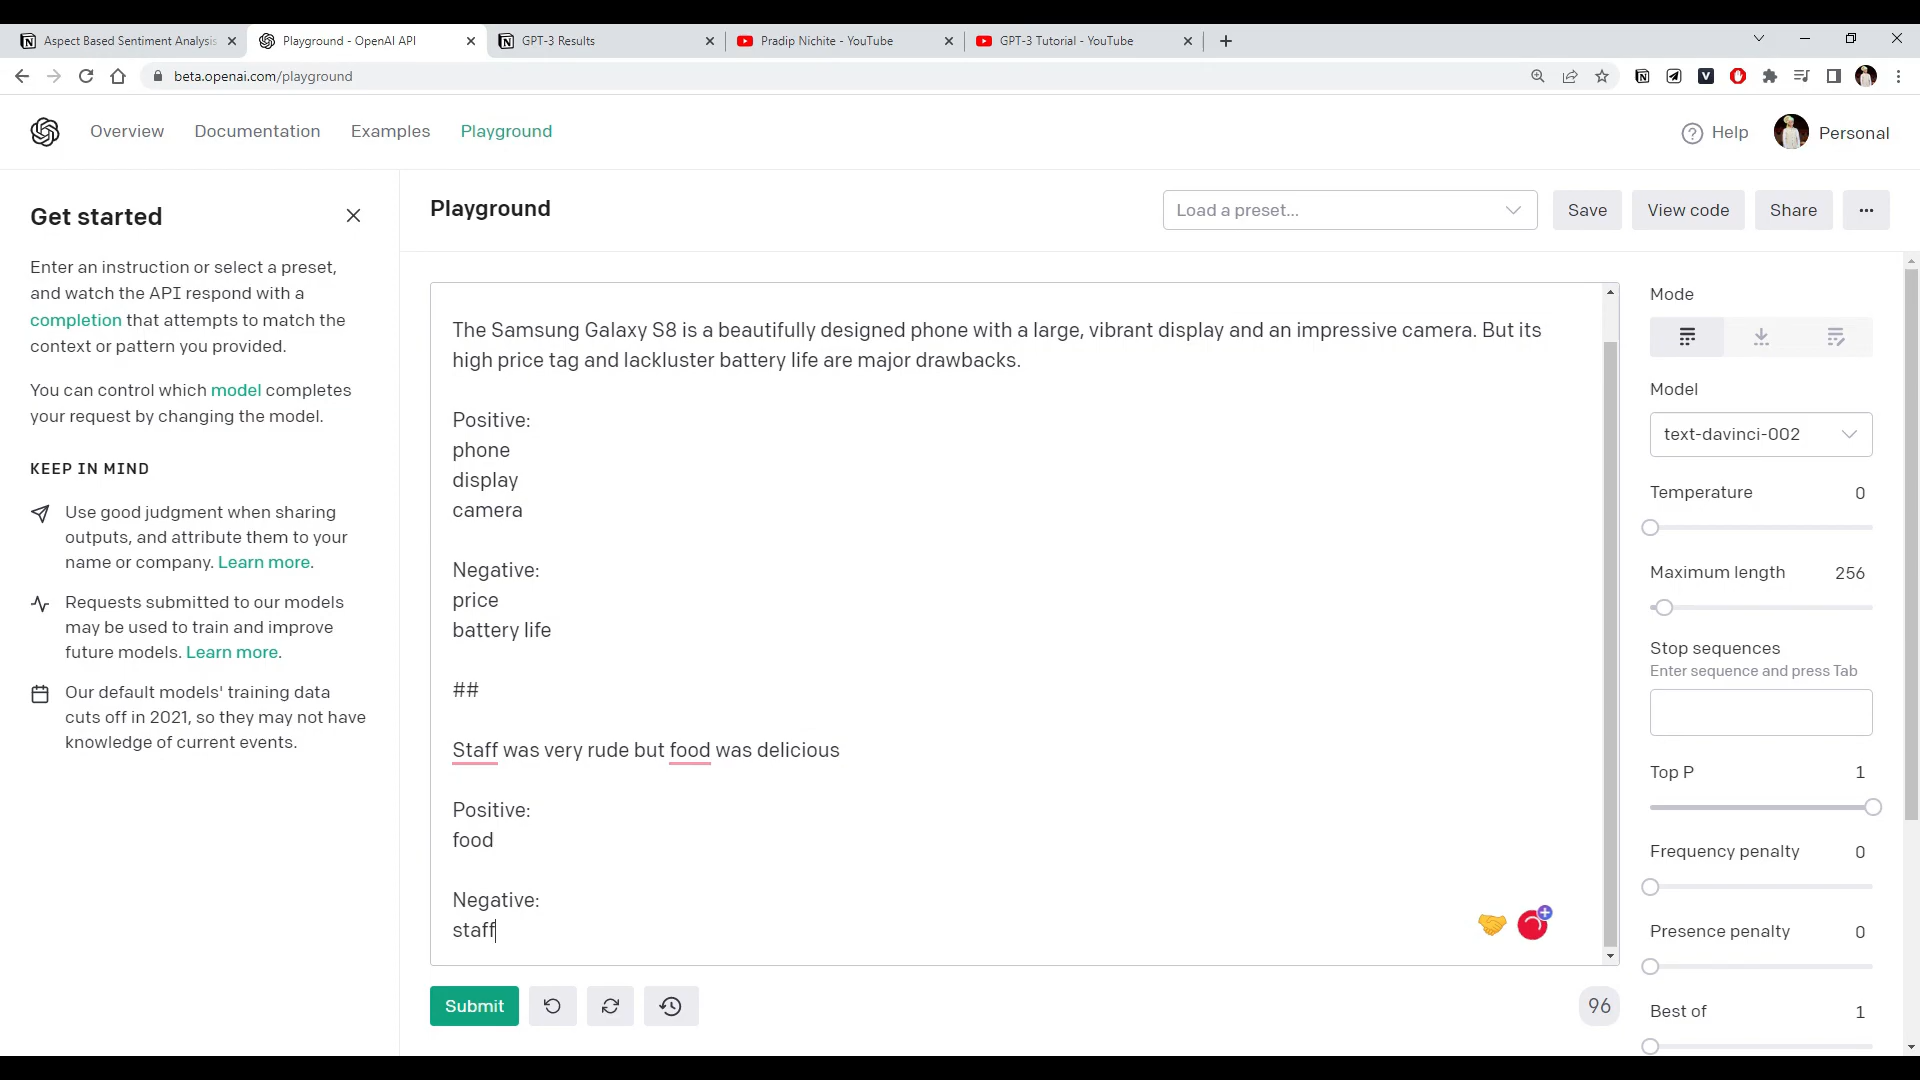 Aspect Based Sentiment Analysis
Playground - OpenAI API
GPT-3 Results
Pradip Nichite - YouTube
GPT-3 Tutorial - YouTube
beta.openai.com/playground
Overview
Documentation
Examples
Playground
Help
Personal
Get started
Enter an instruction or select a preset,
and watch the API respond with a
completion that attempts to match the
context or pattern you provided.
You can control which model completes
your request by changing the model.
KEEP IN MIND
Use good judgment when sharing
outputs, and attribute them to your
name or company. Learn more.
Requests submitted to our models
may be used to train and improve
future models. Learn more.
Our default models' training data
cuts off in 2021, so they may not have
knowledge of current events.
Playground
Load a preset...
Save
View code
Share
The Samsung Galaxy S8 is a beautifully designed phone with a large, vibrant display and an impressive camera. But its
high price tag and lackluster battery life are major drawbacks.
Positive:
phone
display
camera
Negative:
price
battery life
##
Staff was very rude but food was delicious
Positive:
food
Negative:
staff
Submit
96
Mode
Model
text-davinci-002
Temperature
0
Maximum length
256
Stop sequences
Enter sequence and press Tab
Top P
1
Frequency penalty
0
Presence penalty
0
Best of
1